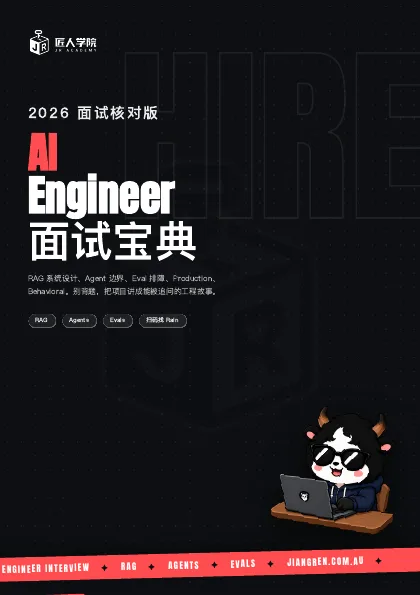 匠人学院
JR ACADEMY
HIRE
2026 面试核对版
AI
Engineer
面试宝典
RAG 系统设计、Agent 边界、Eval 排障、Production、
Behavioral。别背题，把项目讲成能被追问的工程故事。
RAG
Agents
Evals
扫码找 Rain
ENGINEER INTERVIEW ✦ RAG ✦ AGENTS ✦ EVALS ✦ JIANGREN.COM.AU ✦